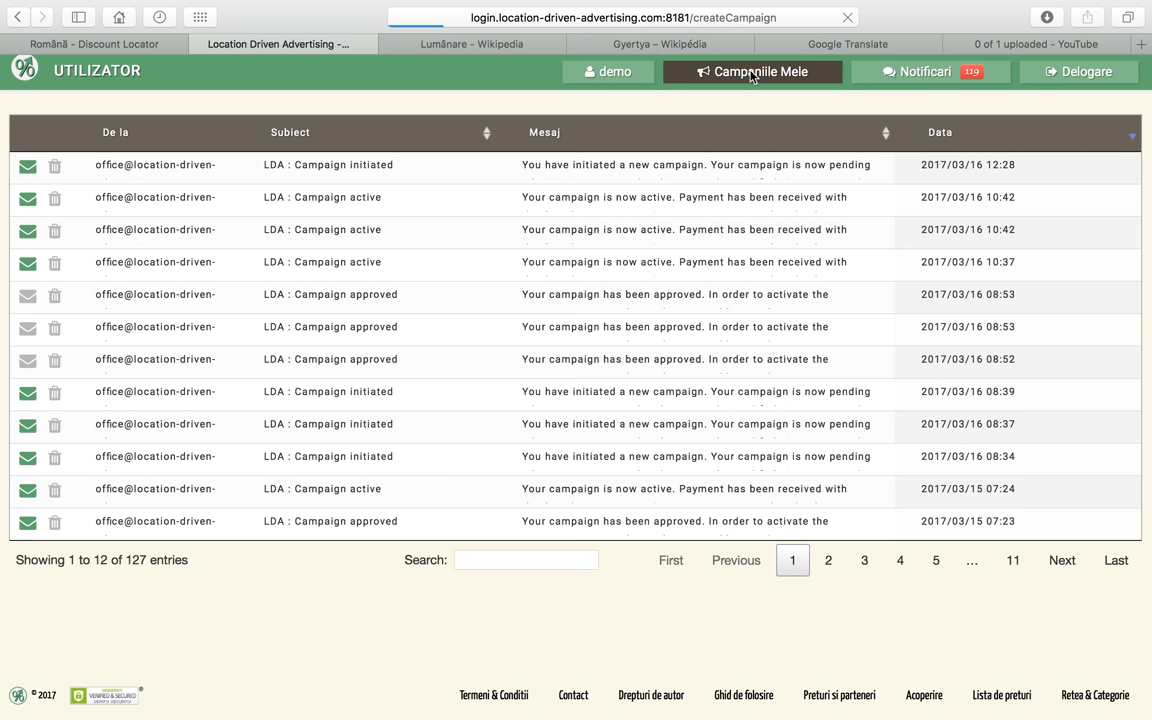 login.location-driven-advertising.com:8181/createCampaign
Română - Discount Locator
Location Driven Advertising -...
Lumânare - Wikipedia
Gyertya – Wikipédia
Google Translate
0 of 1 uploaded - YouTube
% UTILIZATOR
demo
Campaniile Mele
Notificari 119
Delogare
De la Subiect Mesaj Data
office@location-driven- LDA : Campaign initiated You have initiated a new campaign. Your campaign is now pending 2017/03/16 12:28
office@location-driven- LDA : Campaign active Your campaign is now active. Payment has been received with 2017/03/16 10:42
office@location-driven- LDA : Campaign active Your campaign is now active. Payment has been received with 2017/03/16 10:42
office@location-driven- LDA : Campaign active Your campaign is now active. Payment has been received with 2017/03/16 10:37
office@location-driven- LDA : Campaign approved Your campaign has been approved. In order to activate the 2017/03/16 08:53
office@location-driven- LDA : Campaign approved Your campaign has been approved. In order to activate the 2017/03/16 08:53
office@location-driven- LDA : Campaign approved Your campaign has been approved. In order to activate the 2017/03/16 08:52
office@location-driven- LDA : Campaign initiated You have initiated a new campaign. Your campaign is now pending 2017/03/16 08:39
office@location-driven- LDA : Campaign initiated You have initiated a new campaign. Your campaign is now pending 2017/03/16 08:37
office@location-driven- LDA : Campaign initiated You have initiated a new campaign. Your campaign is now pending 2017/03/16 08:34
office@location-driven- LDA : Campaign active Your campaign is now active. Payment has been received with 2017/03/15 07:24
office@location-driven- LDA : Campaign approved Your campaign has been approved. In order to activate the 2017/03/15 07:23
Showing 1 to 12 of 127 entries Search: First Previous 1 2 3 4 5 ... 11 Next Last
% © 2017 VERIFIED & SECURED Termeni & Conditii Contact Drepturi de autor Ghid de folosire Preturi si parteneri Acoperire Lista de preturi Retea & Categorie